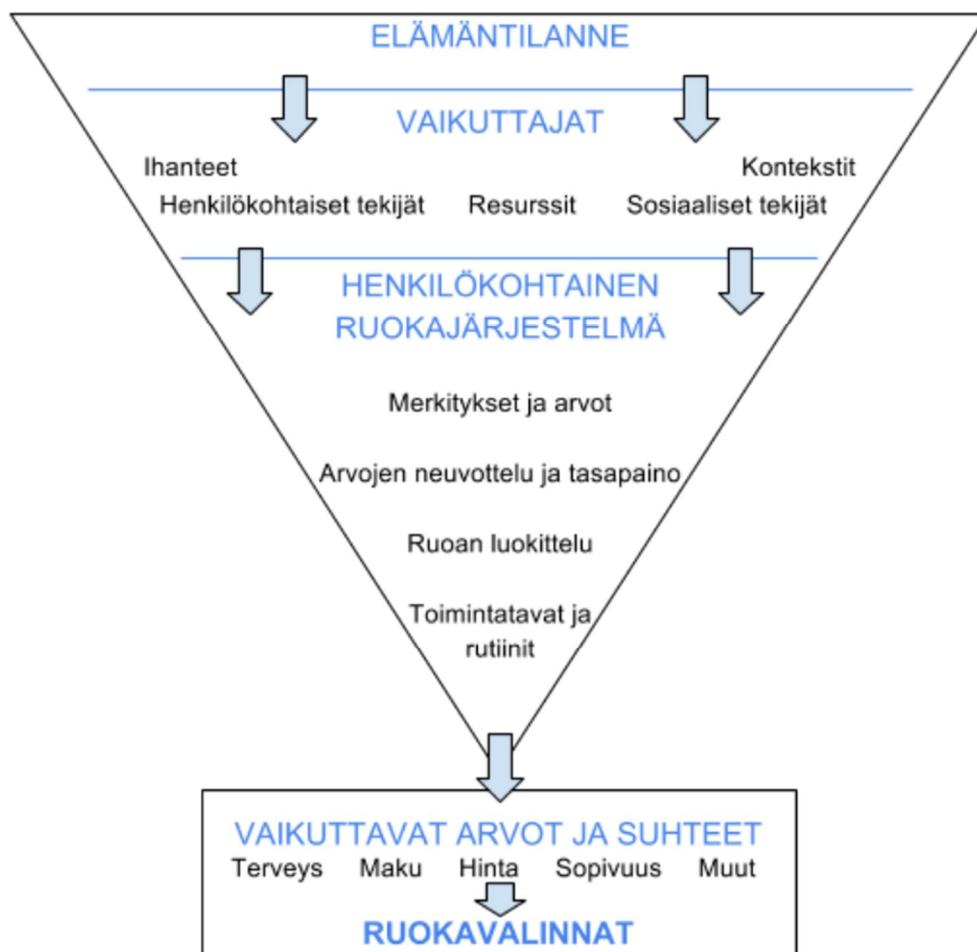 ELÄMÄNTILANNE
VAIKUTTAJAT
Ihanteet Kontekstit
Henkilökohtaiset tekijät Resurssit Sosiaaliset tekijät
HENKILÖKOHTAINEN
RUOKAJÄRJESTELMÄ
Merkitykset ja arvot
Arvojen neuvottelu ja tasapaino
Ruoan luokittelu
Toimintatavat ja
rutiinit
VAIKUTTAVAT ARVOT JA SUHTEET
Terveys Maku Hinta Sopivuus Muut
RUOKAVALINNAT